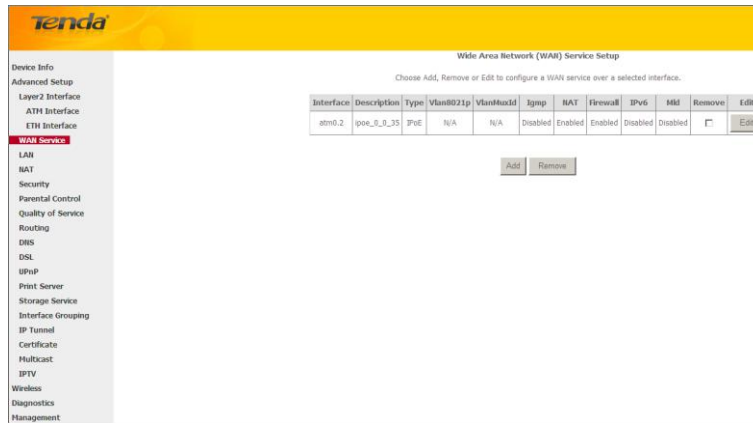 Tenda
Wide Area Network (WAN) Service Setup
Choose Add, Remove or Edit to configure a WAN service over a selected interface.
Device Info
Advanced Setup
Layer2 Interface
ATM Interface
ETH Interface
WAN Service
LAN
NAT
Security
Parental Control
Quality of Service
Routing
DNS
DSL
UPnP
Print Server
Storage Service
Interface Grouping
IP Tunnel
Certificate
Multicast
IPTV
Wireless
Diagnostics
Management
Interface Description Type Vlan8021p VlanMuxId Igmp NAT Firewall IPv6 Mld Remove Edit
atm0.2 ipoe_0_0_35 IPoE N/A N/A Disabled Enabled Enabled Disabled Disabled Edit
Add Remove